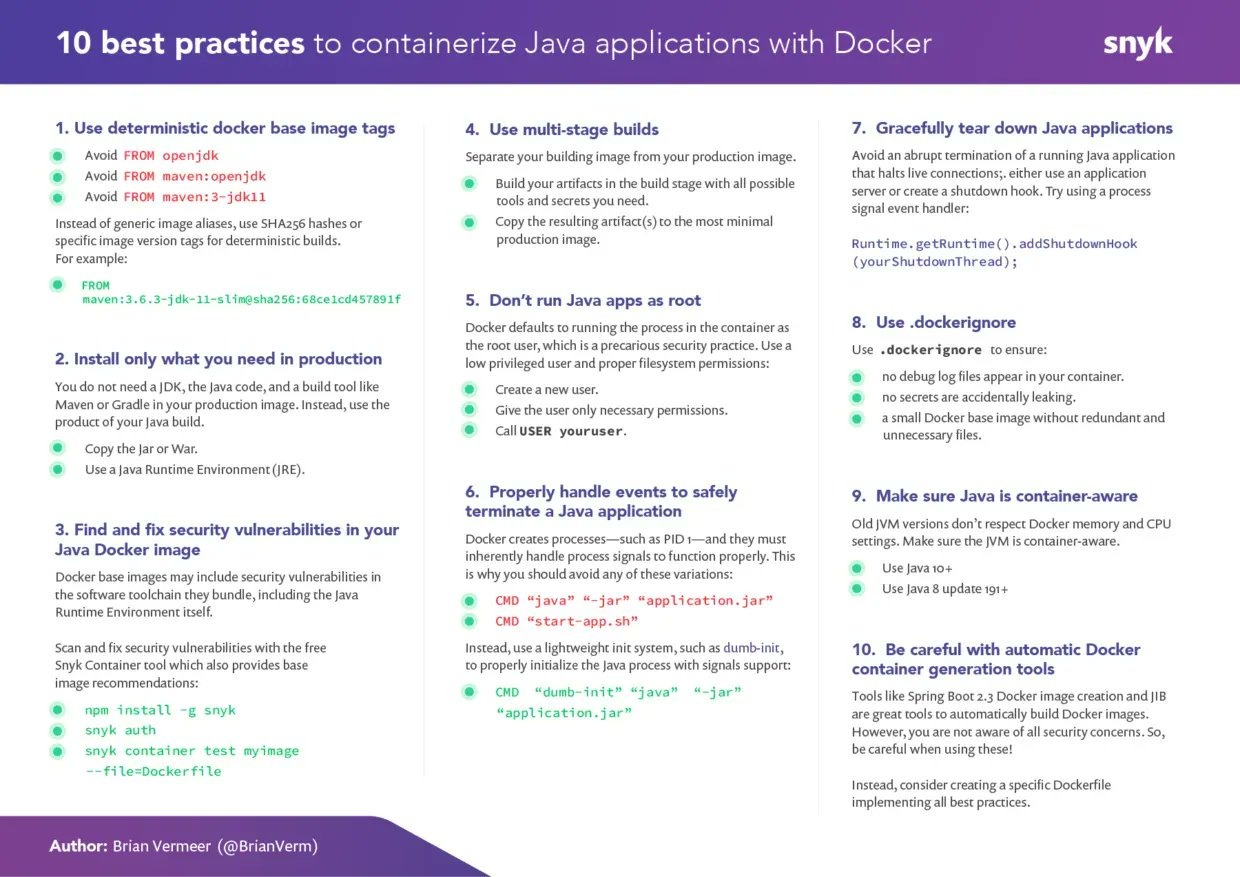 10 best practices to containerize Java applications with Docker
snyk
1. Use deterministic docker base image tags
Avoid FROM openjdk
Avoid FROM maven:openjdk
Avoid FROM maven:3-jdk11
Instead of generic image aliases, use SHA256 hashes or
specific image version tags for deterministic builds.
For example:
FROM
maven:3.6.3-jdk-11-slim@sha256:68ce1cd457891f
2. Install only what you need in production
You do not need a JDK, the Java code, and a build tool like
Maven or Gradle in your production image. Instead, use the
product of your Java build.
Copy the Jar or War.
Use a Java Runtime Environment (JRE).
3. Find and fix security vulnerabilities in your
Java Docker image
Docker base images may include security vulnerabilities in
the software toolchain they bundle, including the Java
Runtime Environment itself.
Scan and fix security vulnerabilities with the free
Snyk Container tool which also provides base
image recommendations:
npm install -g snyk
snyk auth
snyk container test myimage
--file=Dockerfile
4. Use multi-stage builds
Separate your building image from your production image.
Build your artifacts in the build stage with all possible
tools and secrets you need.
Copy the resulting artifact(s) to the most minimal
production image.
5. Don’t run Java apps as root
Docker defaults to running the process in the container as
the root user, which is a precarious security practice. Use a
low privileged user and proper filesystem permissions:
Create a new user.
Give the user only necessary permissions.
Call USER youruser.
6. Properly handle events to safely
terminate a Java application
Docker creates processes—such as PID 1—and they must
inherently handle process signals to function properly. This
is why you should avoid any of these variations:
CMD “java” “-jar” “application.jar”
CMD “start-app.sh”
Instead, use a lightweight init system, such as dumb-init,
to properly initialize the Java process with signals support:
CMD “dumb-init” “java” “-jar”
“application.jar”
7. Gracefully tear down Java applications
Avoid an abrupt termination of a running Java application
that halts live connections;. either use an application
server or create a shutdown hook. Try using a process
signal event handler:
Runtime.getRuntime().addShutdownHook
(yourShutdownThread);
8. Use .dockerignore
Use .dockerignore to ensure:
no debug log files appear in your container.
no secrets are accidentally leaking.
a small Docker base image without redundant and
unnecessary files.
9. Make sure Java is container-aware
Old JVM versions don’t respect Docker memory and CPU
settings. Make sure the JVM is container-aware.
Use Java 10+
Use Java 8 update 191+
10. Be careful with automatic Docker
container generation tools
Tools like Spring Boot 2.3 Docker image creation and JIB
are great tools to automatically build Docker images.
However, you are not aware of all security concerns. So,
be careful when using these!
Instead, consider creating a specific Dockerfile
implementing all best practices.
Author: Brian Vermeer (@BrianVerm)